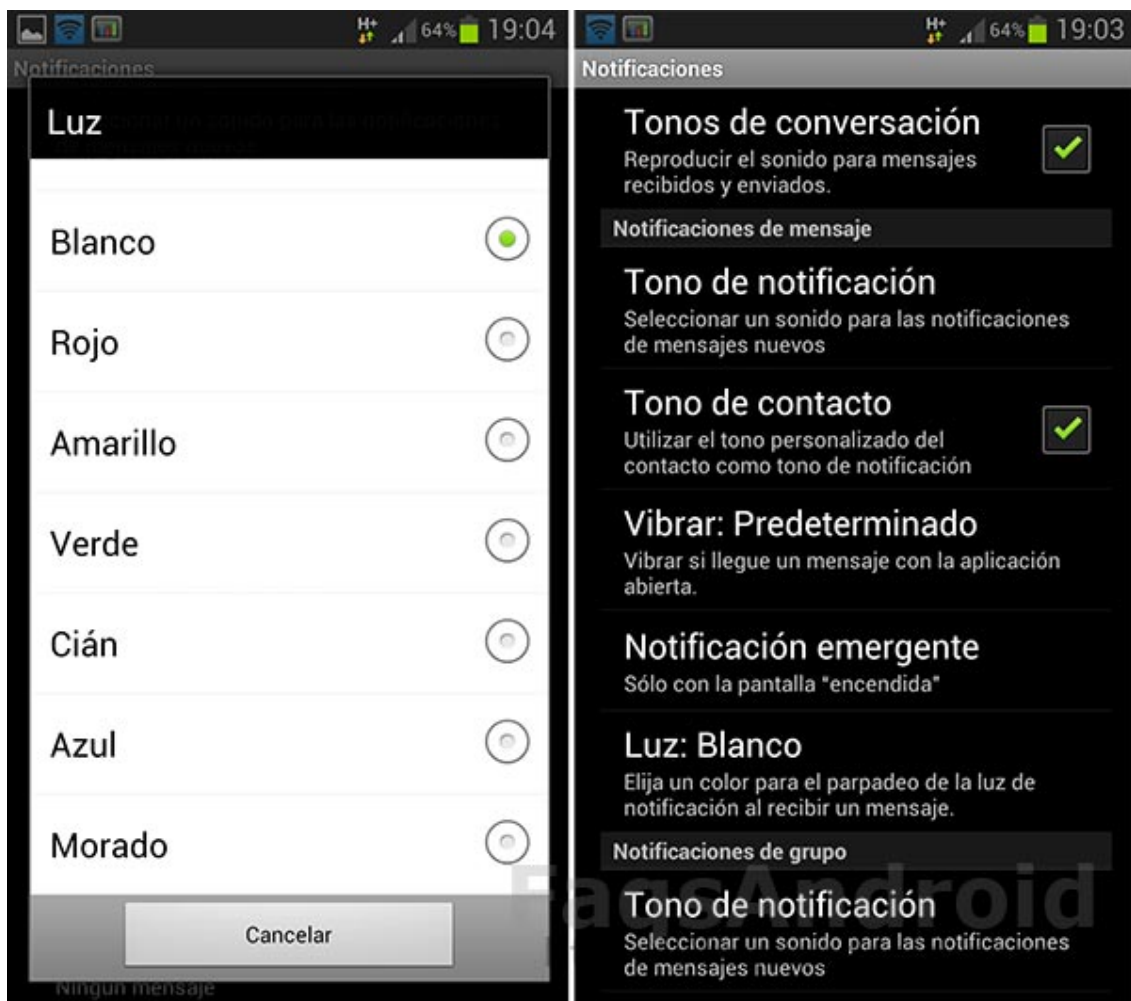 H+ 64% 19:04
Notificaciones
Luz
Blanco
Rojo
Amarillo
Verde
Cián
Azul
Morado
Cancelar
Ningún mensaje
H+ 64% 19:03
Notificaciones
Tonos de conversación
Reproducir el sonido para mensajes
recibidos y enviados.
Notificaciones de mensaje
Tono de notificación
Seleccionar un sonido para las notificaciones
de mensajes nuevos
Tono de contacto
Utilizar el tono personalizado del
contacto como tono de notificación
Vibrar: Predeterminado
Vibrar si llegue un mensaje con la aplicación
abierta.
Notificación emergente
Sólo con la pantalla "encendida"
Luz: Blanco
Elija un color para el parpadeo de la luz de
notificación al recibir un mensaje.
Notificaciones de grupo
FaqsAndroid
Tono de notificación
Seleccionar un sonido para las notificaciones
de mensajes nuevos